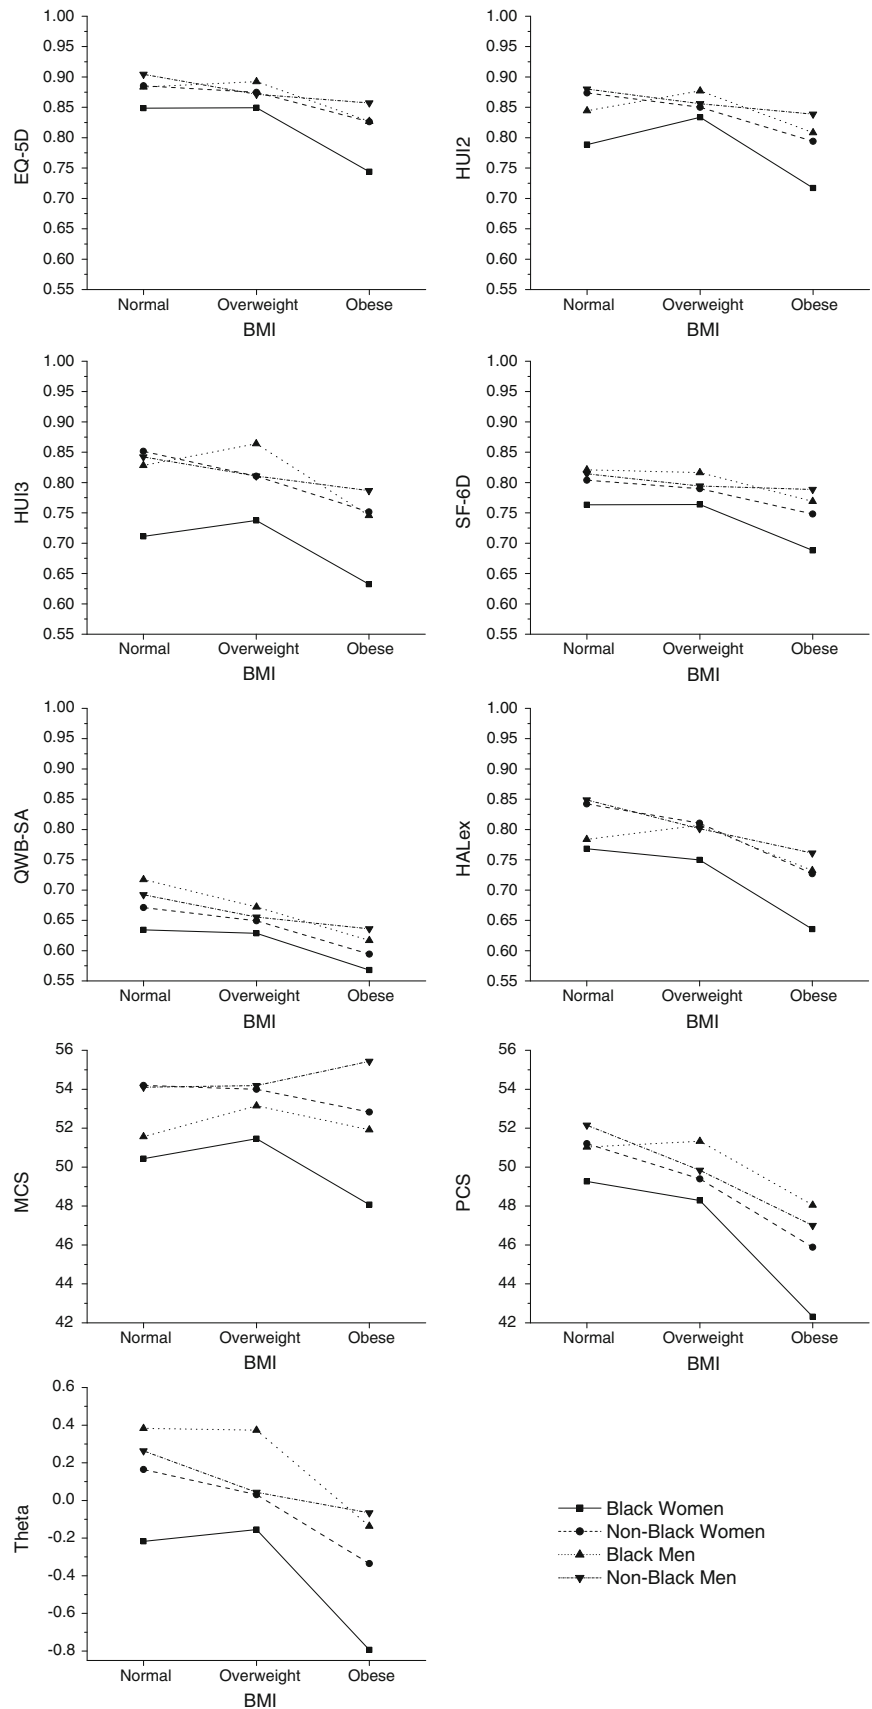 1.00
0.95
0.90
0.85
0.80
0.75
0.70
0.65
0.60
0.55
EQ-5D
Normal Overweight Obese
BMI
1.00
0.95
0.90
0.85
0.80
0.75
0.70
0.65
0.60
0.55
HUI2
Normal Overweight Obese
BMI
1.00
0.95
0.90
0.85
0.80
0.75
0.70
0.65
0.60
0.55
HUI3
Normal Overweight Obese
BMI
1.00
0.95
0.90
0.85
0.80
0.75
0.70
0.65
0.60
0.55
SF-6D
Normal Overweight Obese
BMI
1.00
0.95
0.90
0.85
0.80
0.75
0.70
0.65
0.60
0.55
QWB-SA
Normal Overweight Obese
BMI
1.00
0.95
0.90
0.85
0.80
0.75
0.70
0.65
0.60
0.55
HALex
Normal Overweight Obese
BMI
56
54
52
50
48
46
44
42
MCS
Normal Overweight Obese
BMI
56
54
52
50
48
46
44
42
PCS
Normal Overweight Obese
BMI
0.6
0.4
0.2
0.0
-0.2
-0.4
-0.6
-0.8
Theta
Normal Overweight Obese
BMI
Black Women
Non-Black Women
Black Men
Non-Black Men